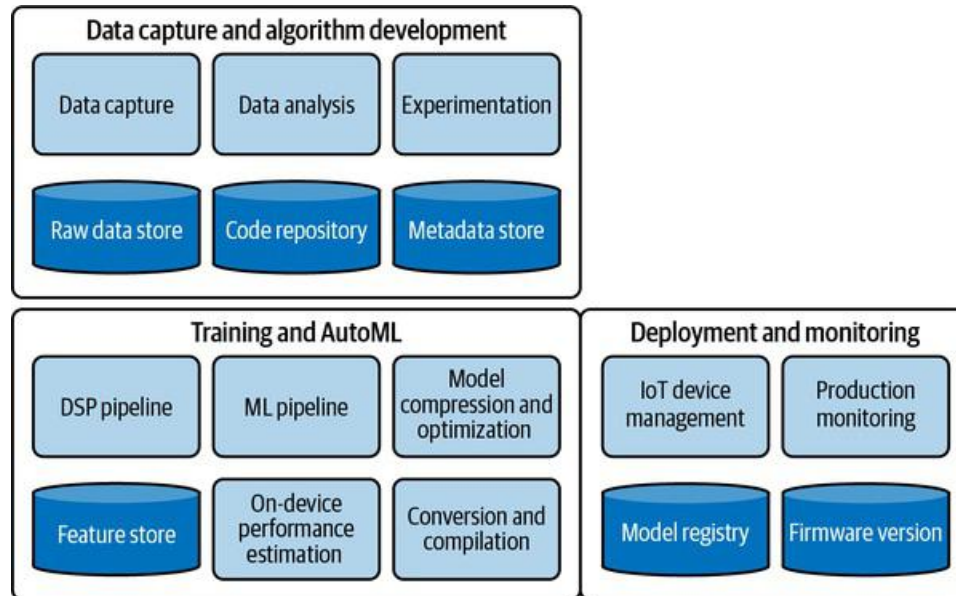 Data capture and algorithm development
Data capture
Data analysis
Experimentation
Raw data store
Code repository
Metadata store
Training and AutoML
DSP pipeline
ML pipeline
Model
compression and
optimization
Feature store
On-device
performance
estimation
Conversion and
compilation
Deployment and monitoring
IoT device
management
Production
monitoring
Model registry
Firmware version